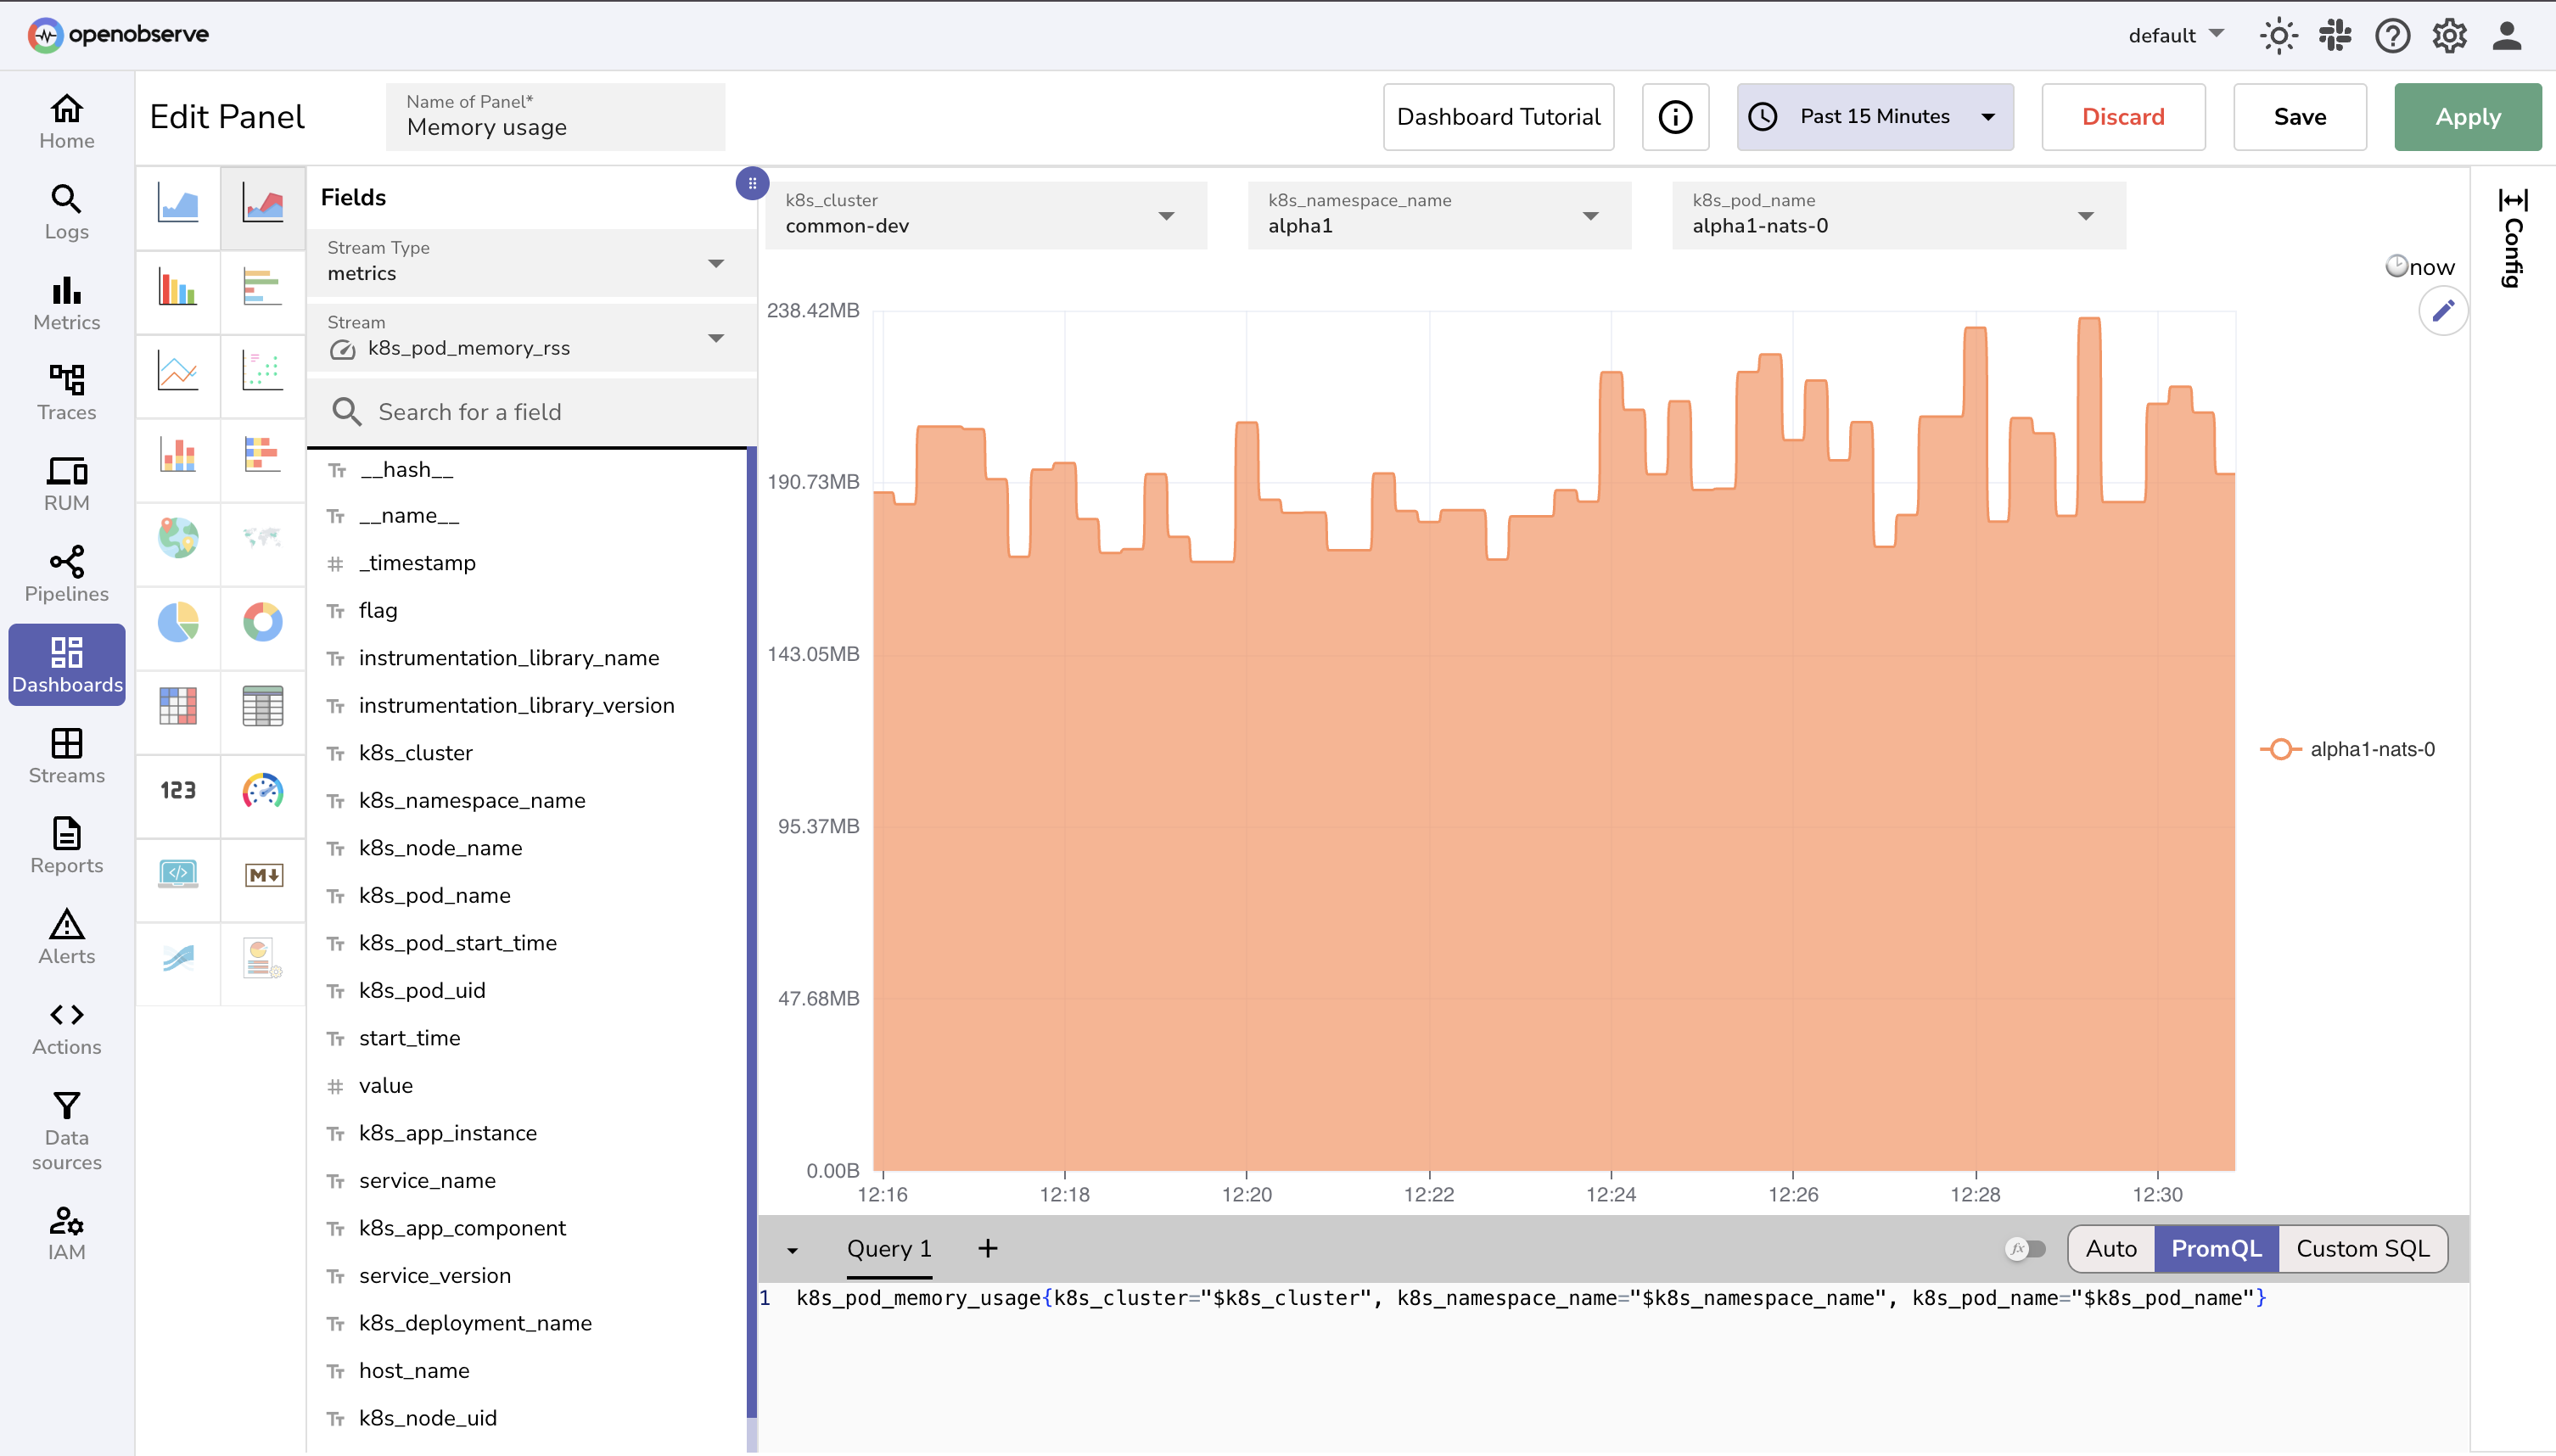 openobserve
default
Home
Logs
Metrics
Traces
RUM
Pipelines
Dashboards
Streams
Reports
Alerts
Actions
Data
sources
IAM
Edit Panel
Name of Panel*
Memory usage
Dashboard Tutorial
Past 15 Minutes
Discard
Save
Apply
123
M
</>
Fields
Stream Type
metrics
Stream
k8s_pod_memory_rss
Search for a field
__hash__
__name__
_timestamp
flag
instrumentation_library_name
instrumentation_library_version
k8s_cluster
k8s_namespace_name
k8s_node_name
k8s_pod_name
k8s_pod_start_time
k8s_pod_uid
start_time
value
k8s_app_instance
service_name
k8s_app_component
service_version
k8s_deployment_name
host_name
k8s_node_uid
k8s_cluster
common-dev
k8s_namespace_name
alpha1
k8s_pod_name
alpha1-nats-0
Config
now
238.42MB
190.73MB
143.05MB
95.37MB
47.68MB
0.00B
12:16 12:18 12:20 12:22 12:24 12:26 12:28 12:30
alpha1-nats-0
Query 1 +
fx
Auto PromQL Custom SQL
1 k8s_pod_memory_usage{k8s_cluster="$k8s_cluster", k8s_namespace_name="$k8s_namespace_name", k8s_pod_name="$k8s_pod_name"}